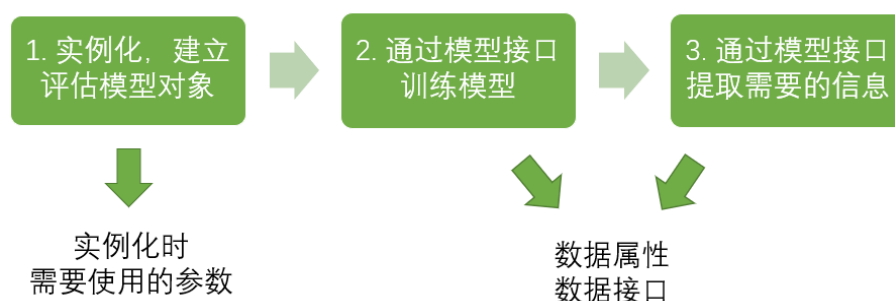 1. 实例化，建立
评估模型对象
2. 通过模型接口
训练模型
3. 通过模型接口
提取需要的信息
实例化时
需要使用的参数
数据属性
数据接口